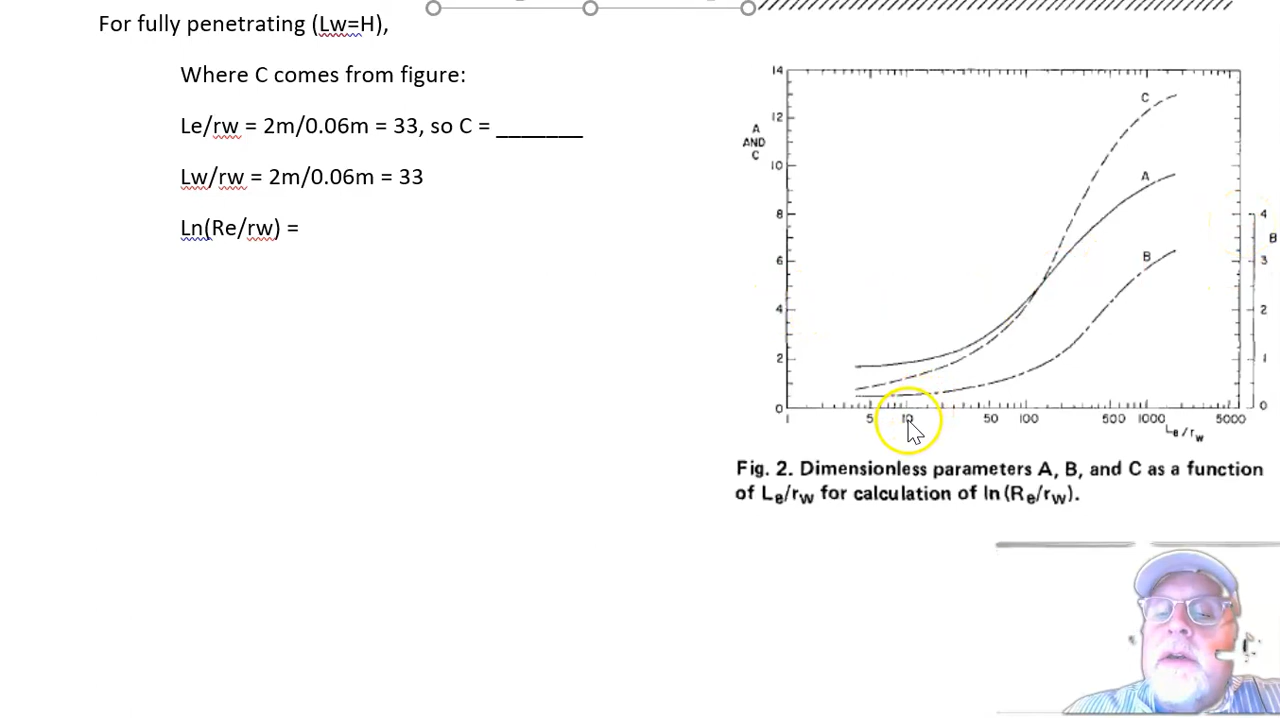 For fully penetrating (Lw=H),
Where C comes from figure:
Le/rw = 2m/0.06m = 33, so C = _______
Lw/rw = 2m/0.06m = 33
Ln(Re/rw) =
14
12
10
8
6
4
2
0
A
AND
C
C
A
B
4
3
2
1
0
B
1 5 10 50 100 500 1000 5000
Le/rw
Fig. 2. Dimensionless parameters A, B, and C as a function
of Le/rw for calculation of ln (Re/rw).